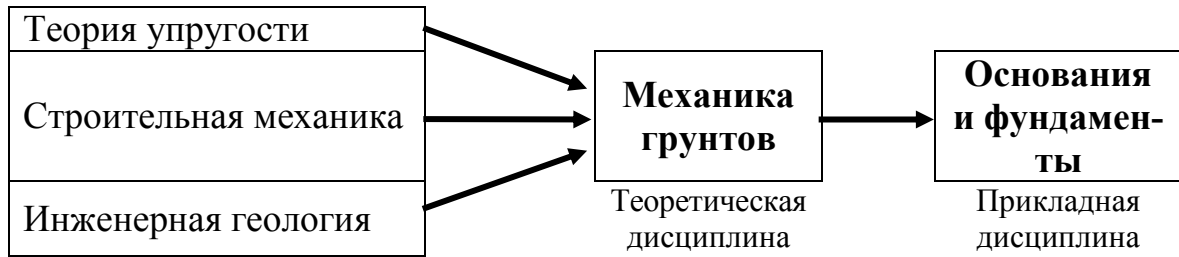 Теория упругости
Строительная механика
Инженерная геология
Механика
грунтов
Теоретическая
дисциплина
Основания
и фундамен-
ты
Прикладная
дисциплина